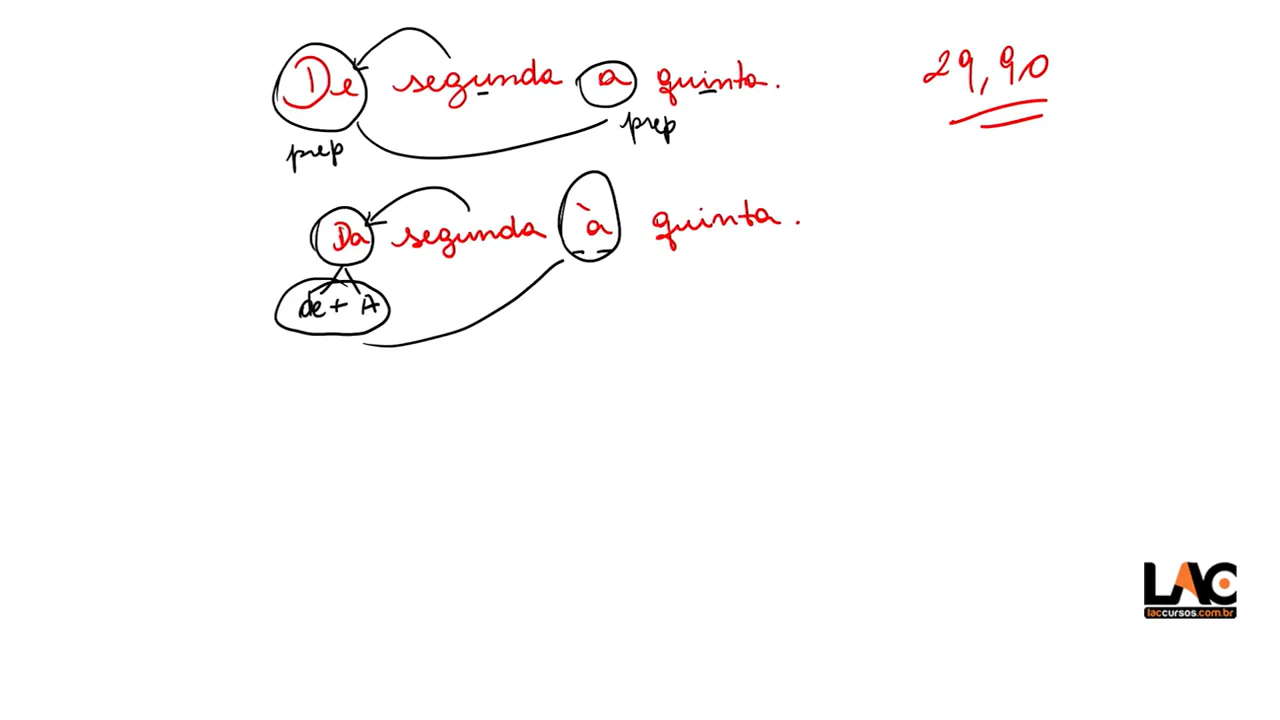 De segunda a quinta. 29,90
prep prep
Da segunda à quinta.
de + A
LAC
laccursos.com.br